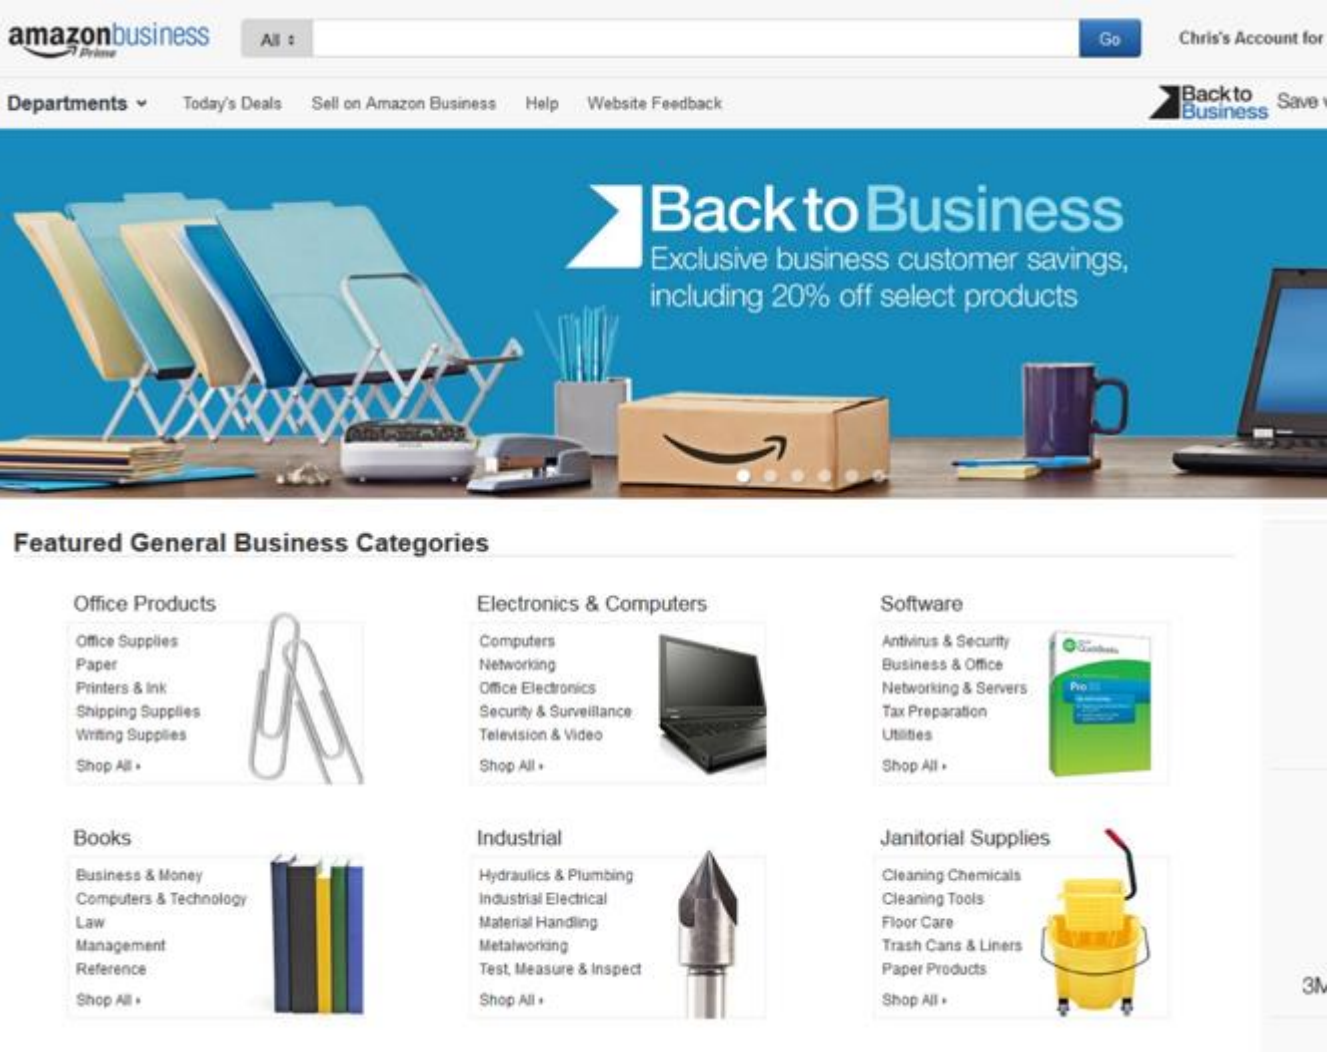 amazonbusiness
Prime
All
Go
Chris's Account for
Departments
Today's Deals
Sell on Amazon Business
Help
Website Feedback
Back to
Business
Save
Back to Business
Exclusive business customer savings,
including 20% off select products
Featured General Business Categories
Office Products
Office Supplies
Paper
Printers & Ink
Shipping Supplies
Writing Supplies
Shop All
Electronics & Computers
Computers
Networking
Office Electronics
Security & Surveillance
Television & Video
Shop All
Software
Antivirus & Security
Business & Office
Networking & Servers
Tax Preparation
Utilities
Shop All
QuickBooks
Pro
Books
Business & Money
Computers & Technology
Law
Management
Reference
Shop All
Industrial
Hydraulics & Plumbing
Industrial Electrical
Material Handling
Metalworking
Test, Measure & Inspect
Shop All
Janitorial Supplies
Cleaning Chemicals
Cleaning Tools
Floor Care
Trash Cans & Liners
Paper Products
Shop All
3M